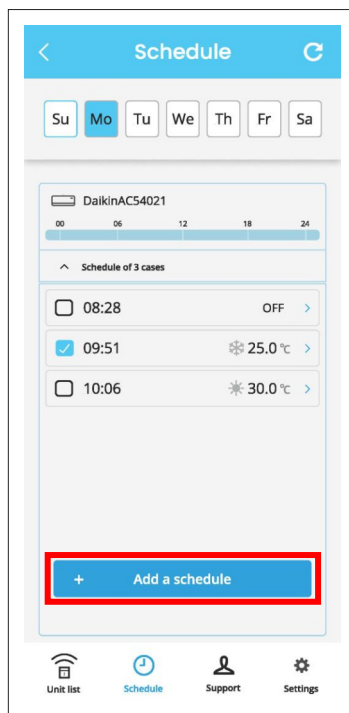 Schedule
Su Mo Tu We Th Fr Sa
DaikinAC54021
00 06 12 18 24
Schedule of 3 cases
08:28 OFF >
09:51 25.0 °C >
10:06 30.0 °C >
+ Add a schedule
Unit list Schedule Support Settings